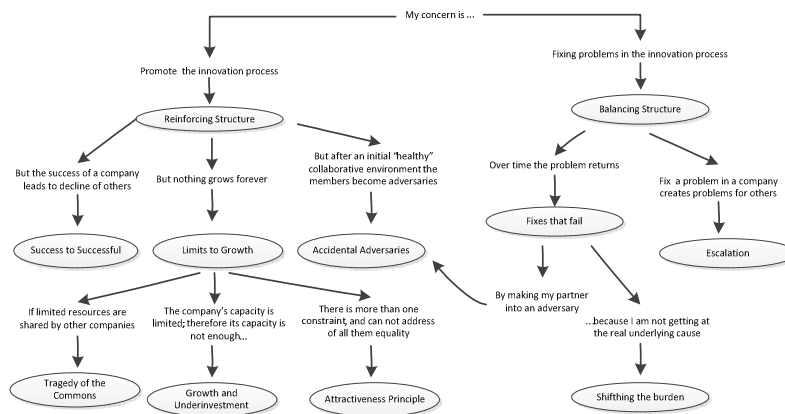 My concern is ...
Promote the innovation process
Fixing problems in the innovation process
Reinforcing Structure
Balancing Structure
But the success of a company
leads to decline of others
But nothing grows forever
But after an initial “healthy”
collaborative environment the
members become adversaries
Over time the problem returns
Fix a problem in a company
creates problems for others
Success to Successful
Limits to Growth
Accidental Adversaries
Fixes that fail
Escalation
If limited resources are
shared by other companies
The company’s capacity is
limited; therefore its capacity is
not enough...
There is more than one
constraint, and can not address
of all them equality
By making my partner
into an adversary
...because I am not getting at
the real underlying cause
Tragedy of the
Commons
Growth and
Underinvestment
Attractiveness Principle
Shifthing the burden